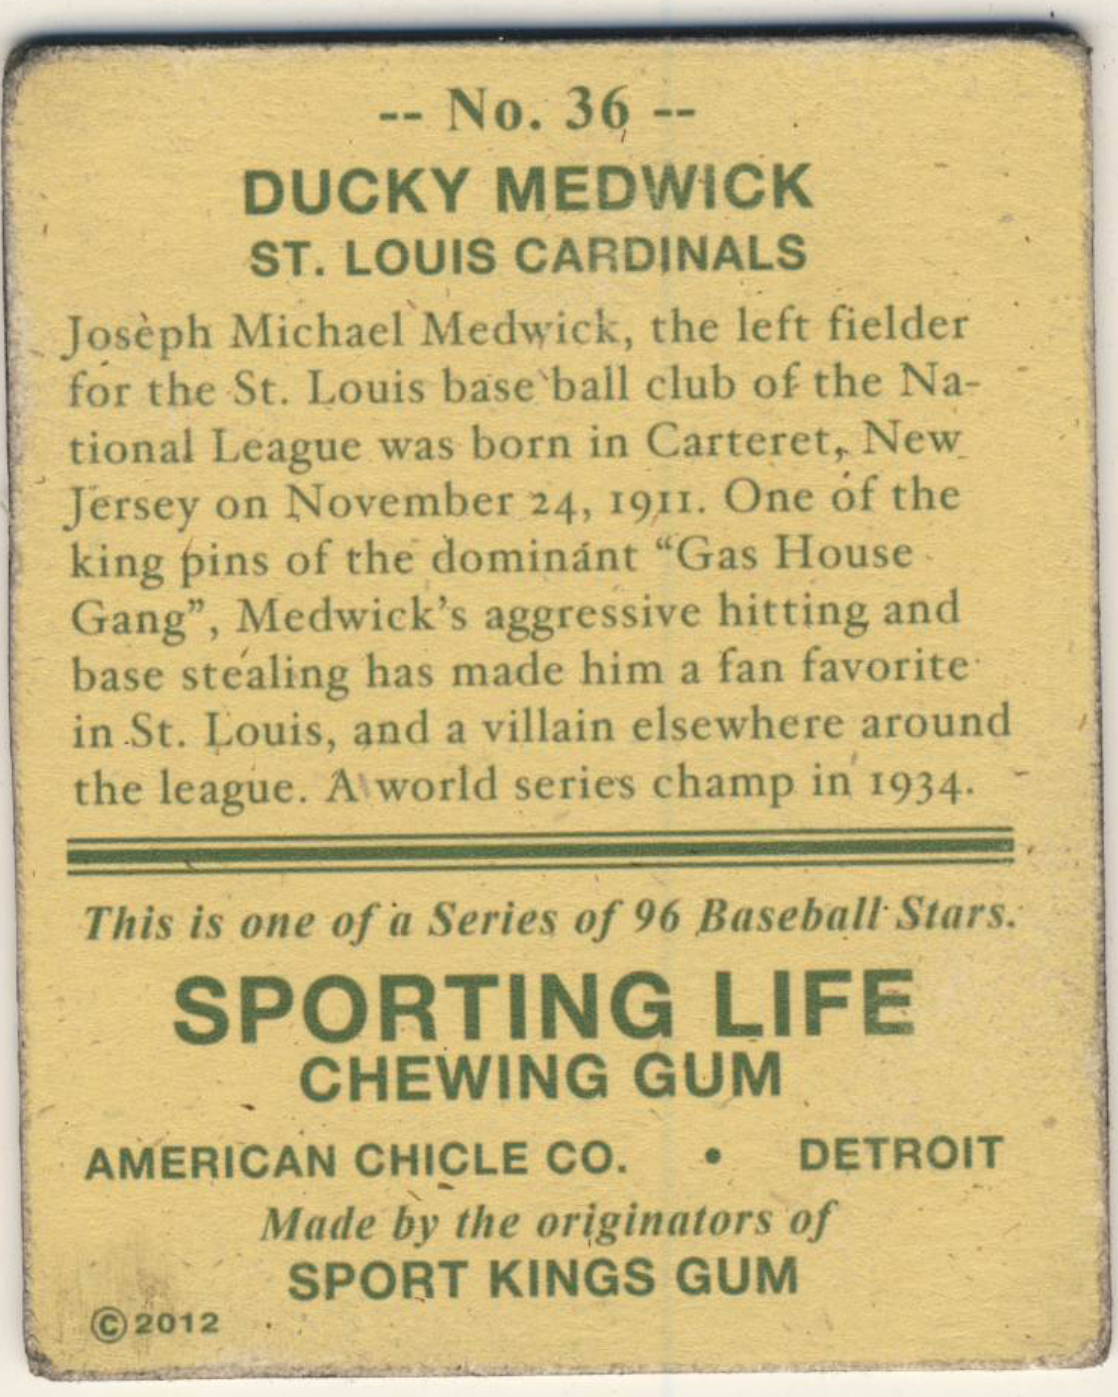 -- No. 36 --
DUCKY MEDWICK
ST. LOUIS CARDINALS
Joseph Michael Medwick, the left fielder
for the St. Louis base ball club of the Na-
tional League was born in Carteret, New
Jersey on November 24, 1911. One of the
king pins of the dominant “Gas House
Gang”, Medwick’s aggressive hitting and
base stealing has made him a fan favorite
in St. Louis, and a villain elsewhere around
the league. A world series champ in 1934.
This is one of a Series of 96 Baseball Stars.
SPORTING LIFE
CHEWING GUM
AMERICAN CHICLE CO. • DETROIT
Made by the originators of
SPORT KINGS GUM
©2012